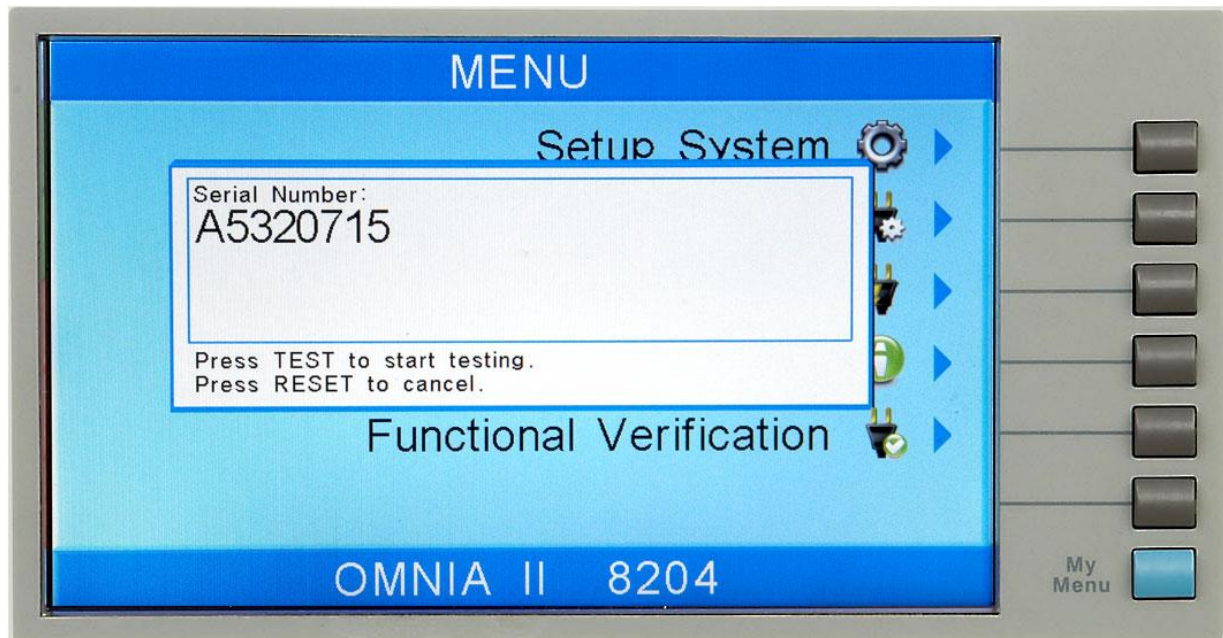 MENU
Setup System
Serial Number:
A5320715
Press TEST to start testing.
Press RESET to cancel.
Functional Verification
OMNIA II 8204
My
Menu